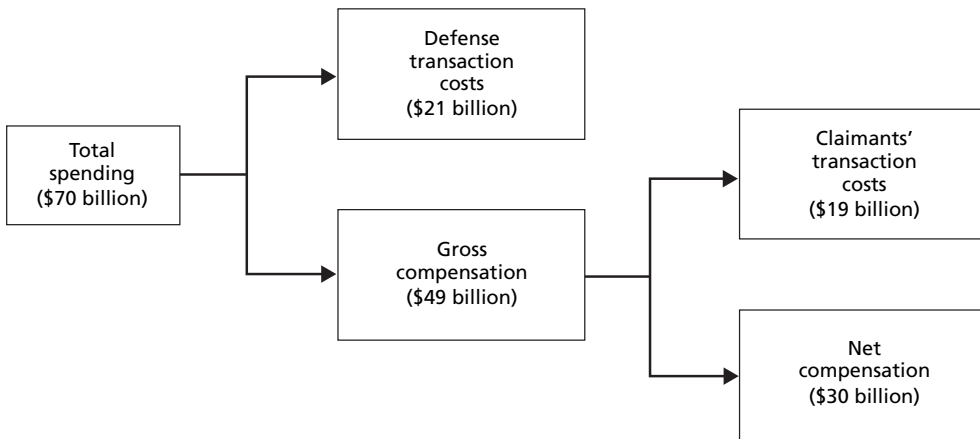 Total
spending
($70 billion)
Defense
transaction
costs
($21 billion)
Gross
compensation
($49 billion)
Claimants’
transaction
costs
($19 billion)
Net
compensation
($30 billion)